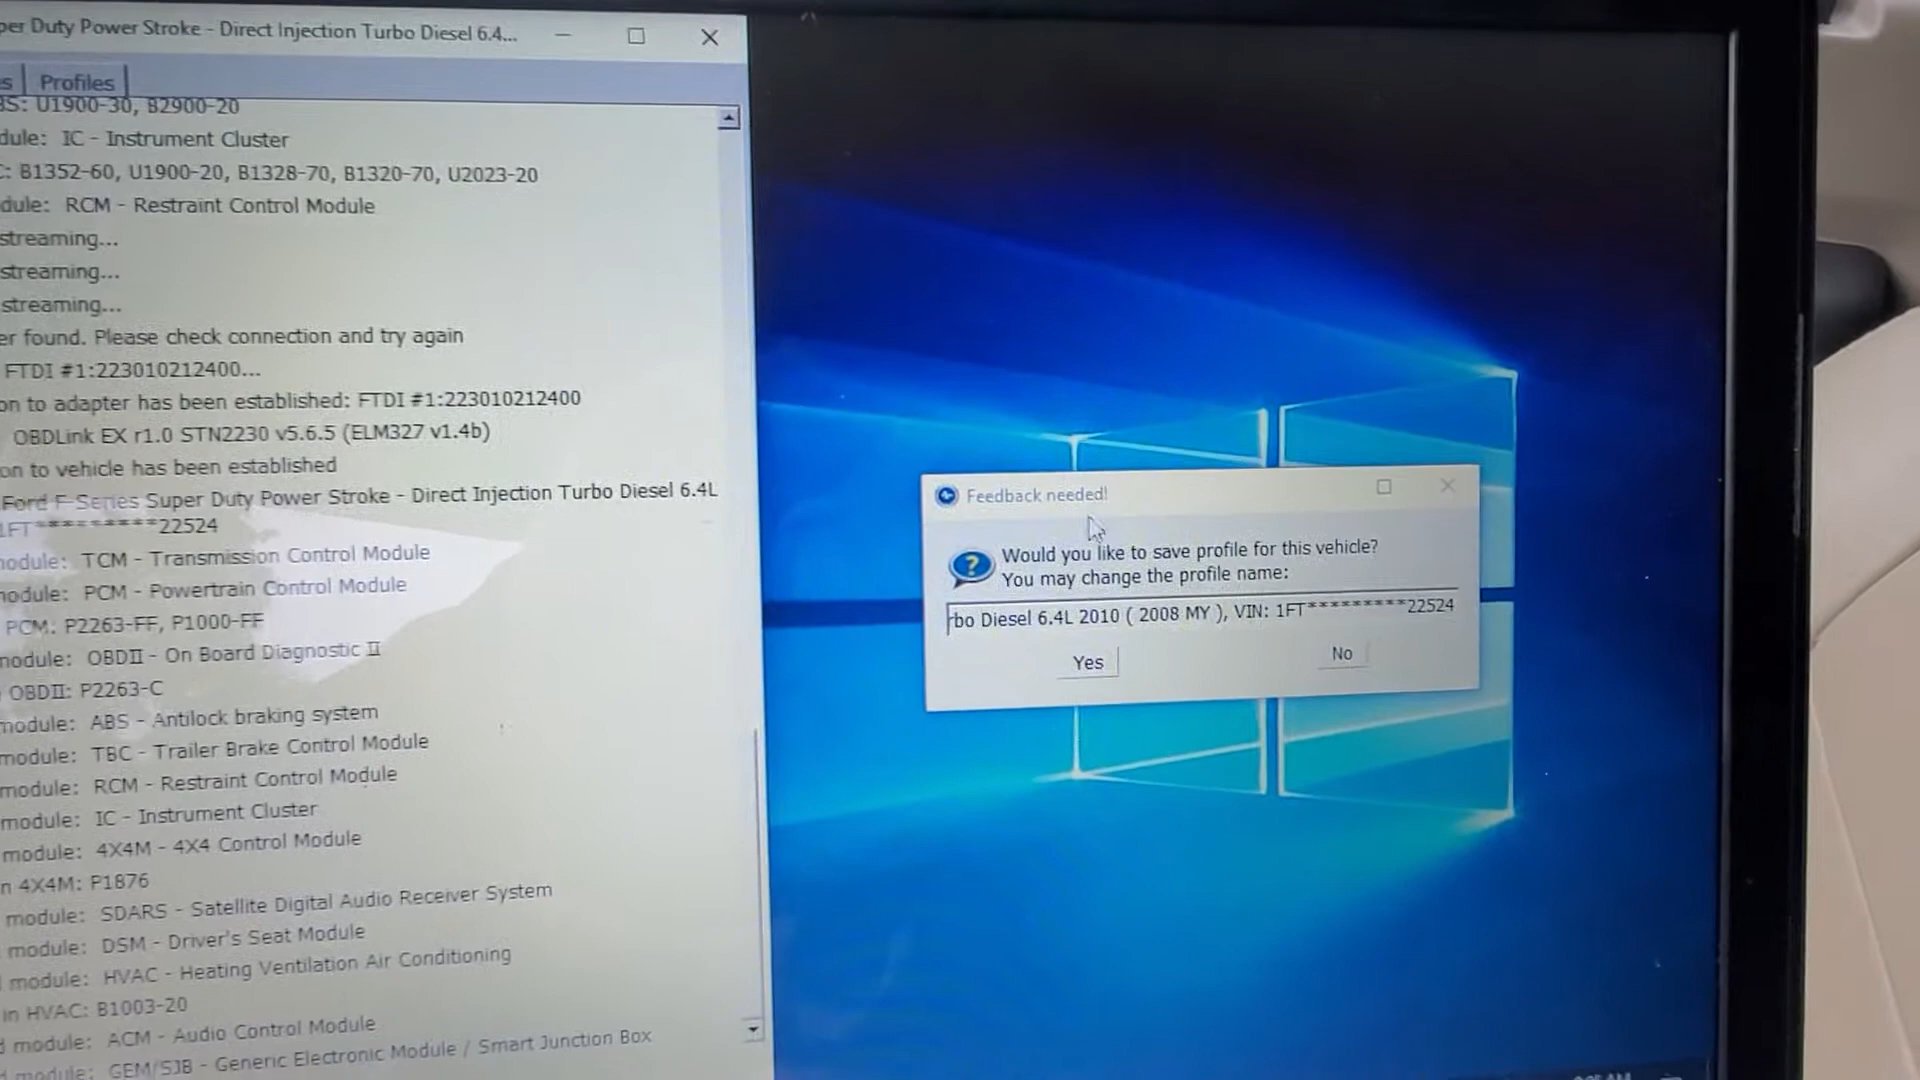 per Duty Power Stroke - Direct Injection Turbo Diesel 6.4...
s
Profiles
BS: U1900-30, B2900-20
dule: IC - Instrument Cluster
C: B1352-60, U1900-20, B1328-70, B1320-70, U2023-20
dule: RCM - Restraint Control Module
streaming...
streaming...
streaming...
er found. Please check connection and try again
FTDI #1:223010212400...
on to adapter has been established: FTDI #1:223010212400
OBDLink EX r1.0 STN2230 v5.6.5 (ELM327 v1.4b)
on to vehicle has been established
Ford F-Series Super Duty Power Stroke - Direct Injection Turbo Diesel 6.4L
1FT*********22524
module: TCM - Transmission Control Module
module: PCM - Powertrain Control Module
PCM: P2263-FF, P1000-FF
module: OBDII - On Board Diagnostic II
OBDII: P2263-C
module: ABS - Antilock braking system
module: TBC - Trailer Brake Control Module
module: RCM - Restraint Control Module
module: IC - Instrument Cluster
module: 4X4M - 4X4 Control Module
n 4X4M: P1876
module: SDARS - Satellite Digital Audio Receiver System
module: DSM - Driver's Seat Module
module: HVAC - Heating Ventilation Air Conditioning
in HVAC: B1003-20
d module: ACM - Audio Control Module
d module: GEM/SJB - Generic Electronic Module / Smart Junction Box
Feedback needed!
Would you like to save profile for this vehicle?
You may change the profile name:
rbo Diesel 6.4L 2010 ( 2008 MY ), VIN: 1FT*********22524
Yes
No